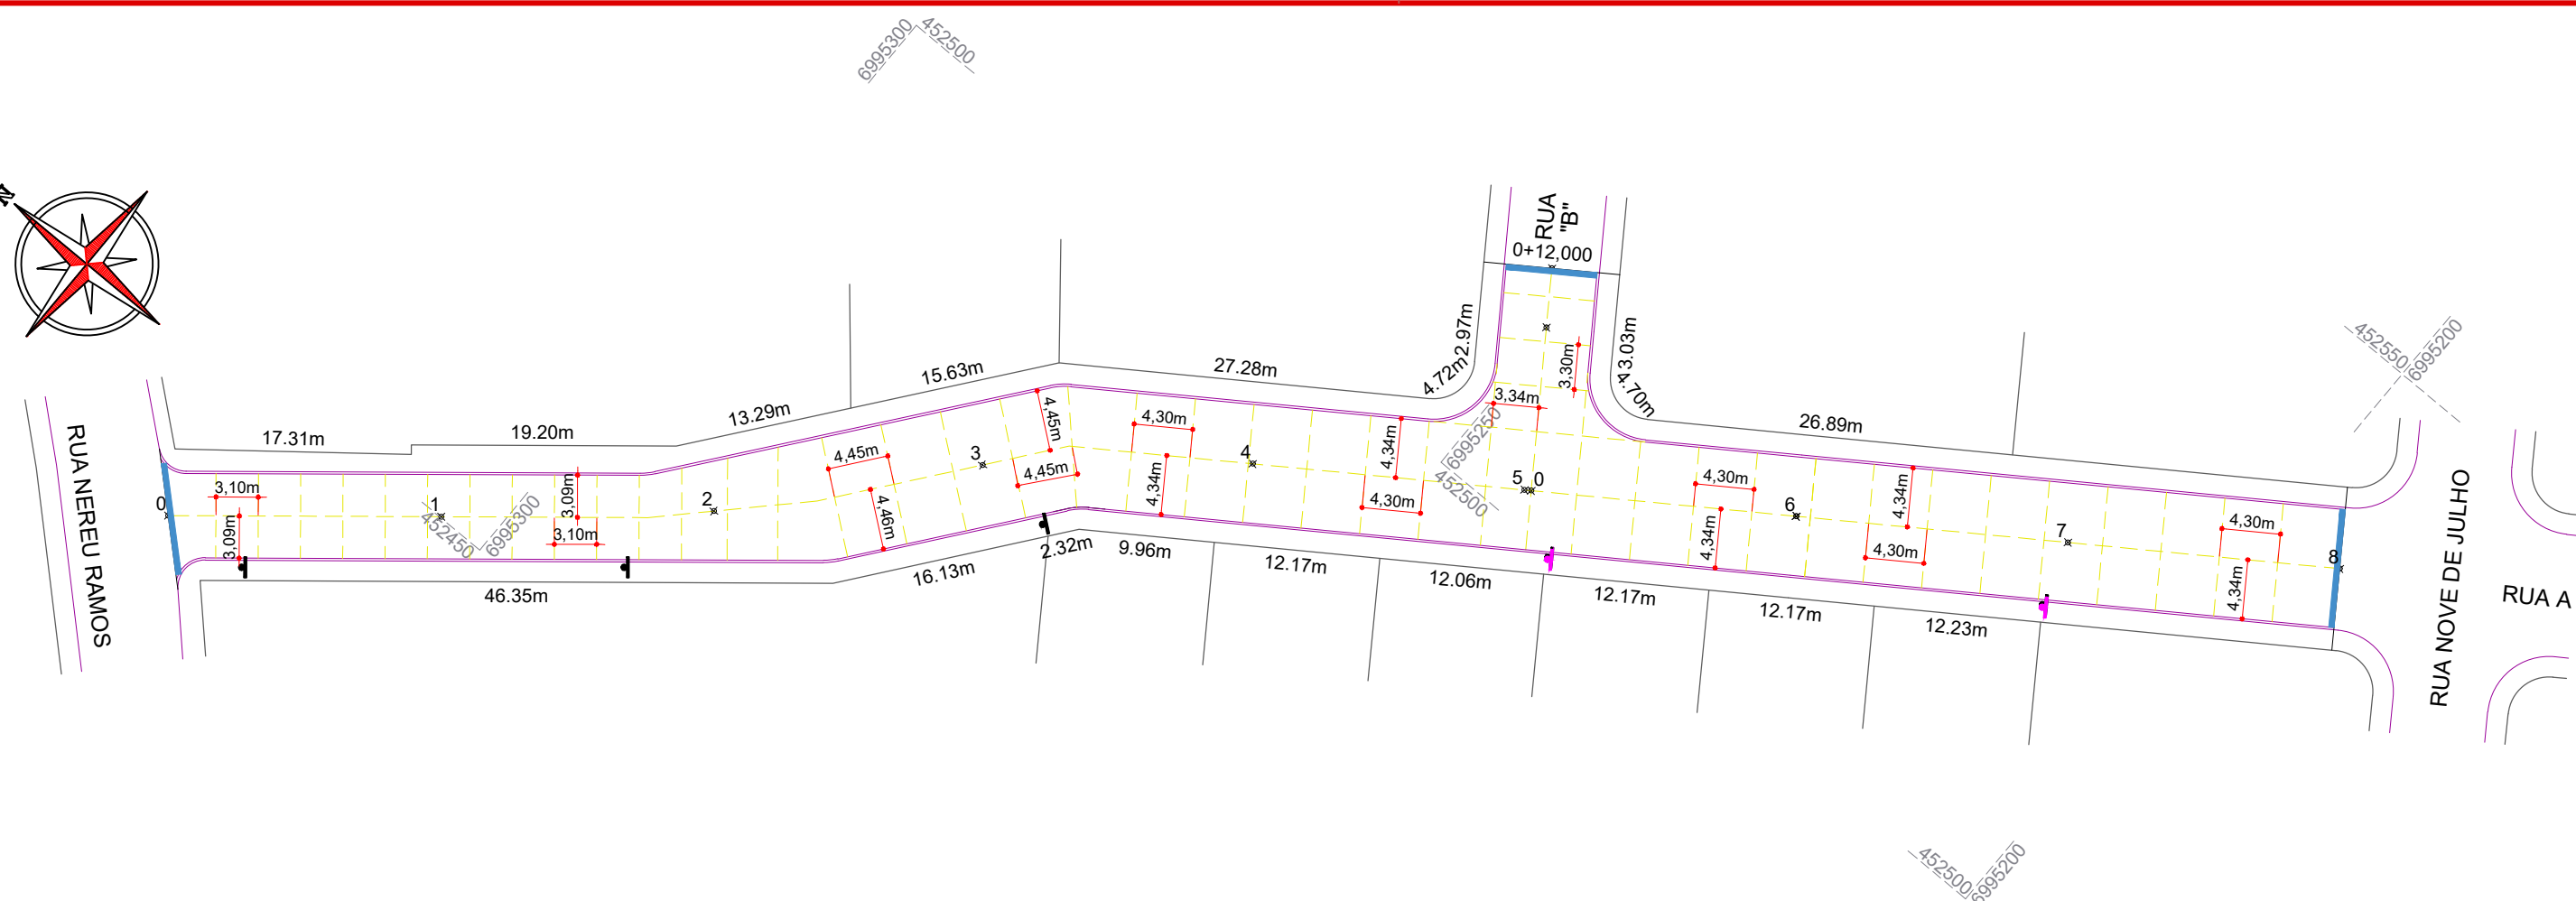 6995300
452500
N
RUA
"B"
0+12,000
2.97m
4.72m
3,30m
3.03m
4.70m
3,34m
452550
6995200
15.63m
27.28m
13.29m
17.31m
19.20m
26.89m
RUA NEREU RAMOS
0
3,10m
3,09m
1
452450
6995300
3,09m
3,10m
2
4,45m
4,46m
3
4,45m
4,45m
4,30m
4,34m
4
4,34m
4,30m
6995250
452500
5
0
4,30m
4,34m
6
4,34m
4,30m
7
4,30m
4,34m
8
RUA NOVE DE JULHO
RUA A
46.35m
16.13m
2.32m
9.96m
12.17m
12.06m
12.17m
12.17m
12.23m
452500
6995200